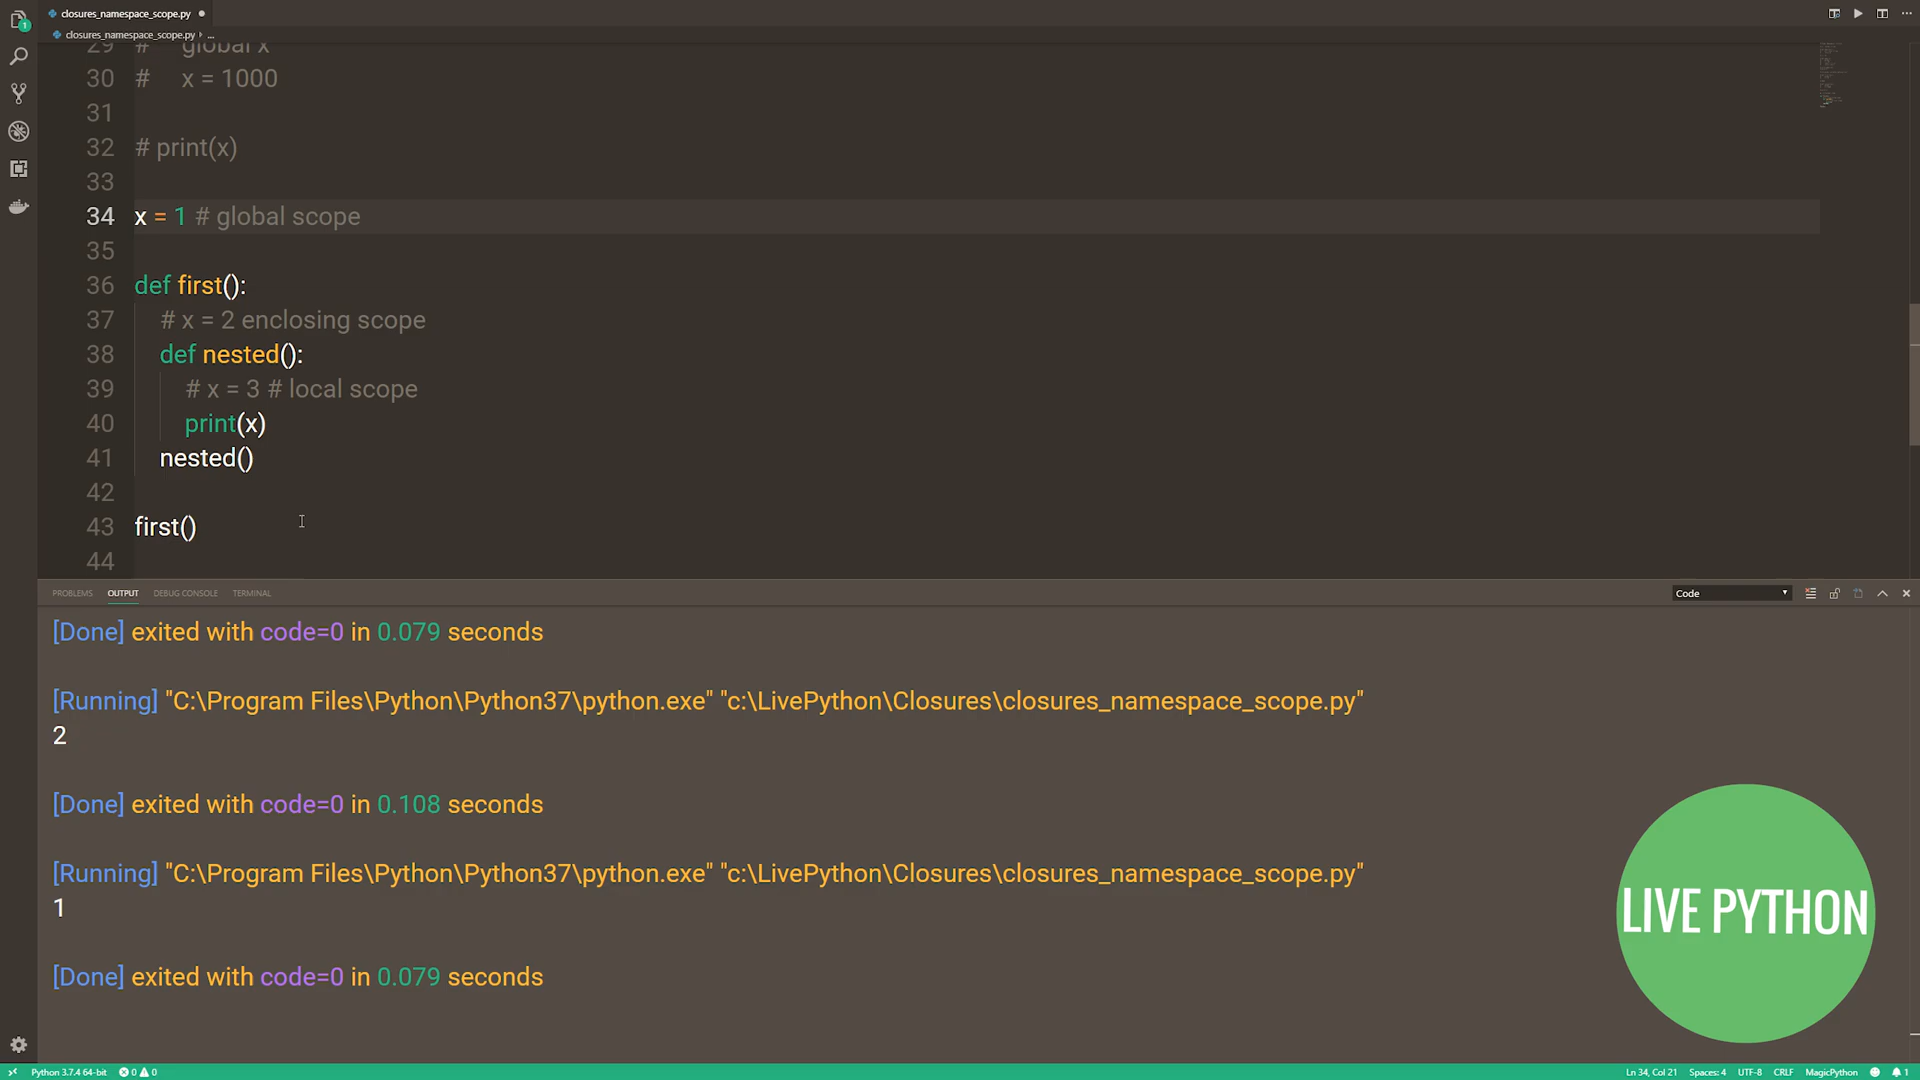 closures_namespace_scope.py
closures_namespace_scope.py › ...
29 # global x
30 # x = 1000
31
32 # print(x)
33
34 x = 1 # global scope
35
36 def first():
37 # x = 2 enclosing scope
38 def nested():
39 # x = 3 # local scope
40 print(x)
41 nested()
42
43 first()
44
PROBLEMS OUTPUT DEBUG CONSOLE TERMINAL Code
[Done] exited with code=0 in 0.079 seconds
[Running] "C:\Program Files\Python\Python37\python.exe" "c:\LivePython\Closures\closures_namespace_scope.py"
2
[Done] exited with code=0 in 0.108 seconds
[Running] "C:\Program Files\Python\Python37\python.exe" "c:\LivePython\Closures\closures_namespace_scope.py"
1
[Done] exited with code=0 in 0.079 seconds
LIVE PYTHON
Python 3.7.4 64-bit 0 0 Ln 34, Col 21 Spaces: 4 UTF-8 CRLF MagicPython 1
1